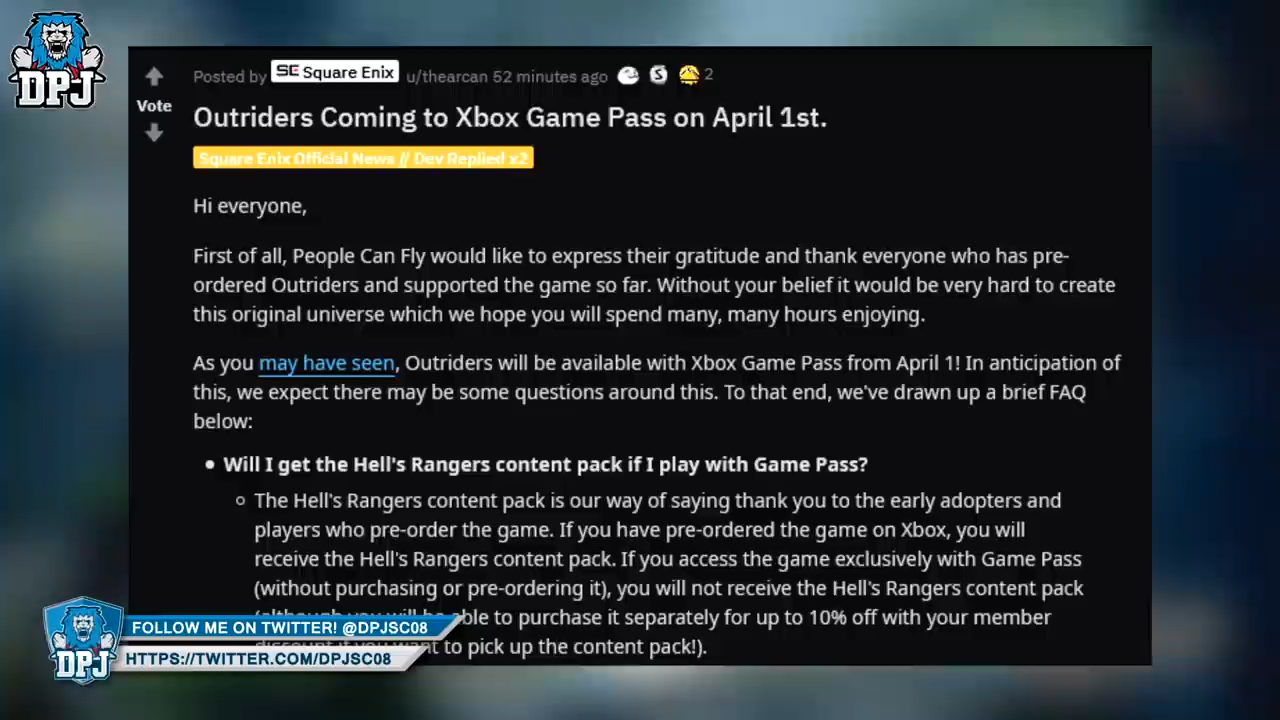 DPJ
Posted by SE Square Enix u/thearcan 52 minutes ago S 2
Vote
Outriders Coming to Xbox Game Pass on April 1st.
Square Enix Official News // Dev Replied x2
Hi everyone,
First of all, People Can Fly would like to express their gratitude and thank everyone who has pre-
ordered Outriders and supported the game so far. Without your belief it would be very hard to create
this original universe which we hope you will spend many, many hours enjoying.
As you may have seen, Outriders will be available with Xbox Game Pass from April 1! In anticipation of
this, we expect there may be some questions around this. To that end, we've drawn up a brief FAQ
below:
• Will I get the Hell's Rangers content pack if I play with Game Pass?
The Hell's Rangers content pack is our way of saying thank you to the early adopters and
players who pre-order the game. If you have pre-ordered the game on Xbox, you will
receive the Hell's Rangers content pack. If you access the game exclusively with Game Pass
(without purchasing or pre-ordering it), you will not receive the Hell's Rangers content pack
able to purchase it separately for up to 10% off with your member
to pick up the content pack!).
FOLLOW ME ON TWITTER! @DPJSC08
HTTPS://TWITTER.COM/DPJSC08
DPJ